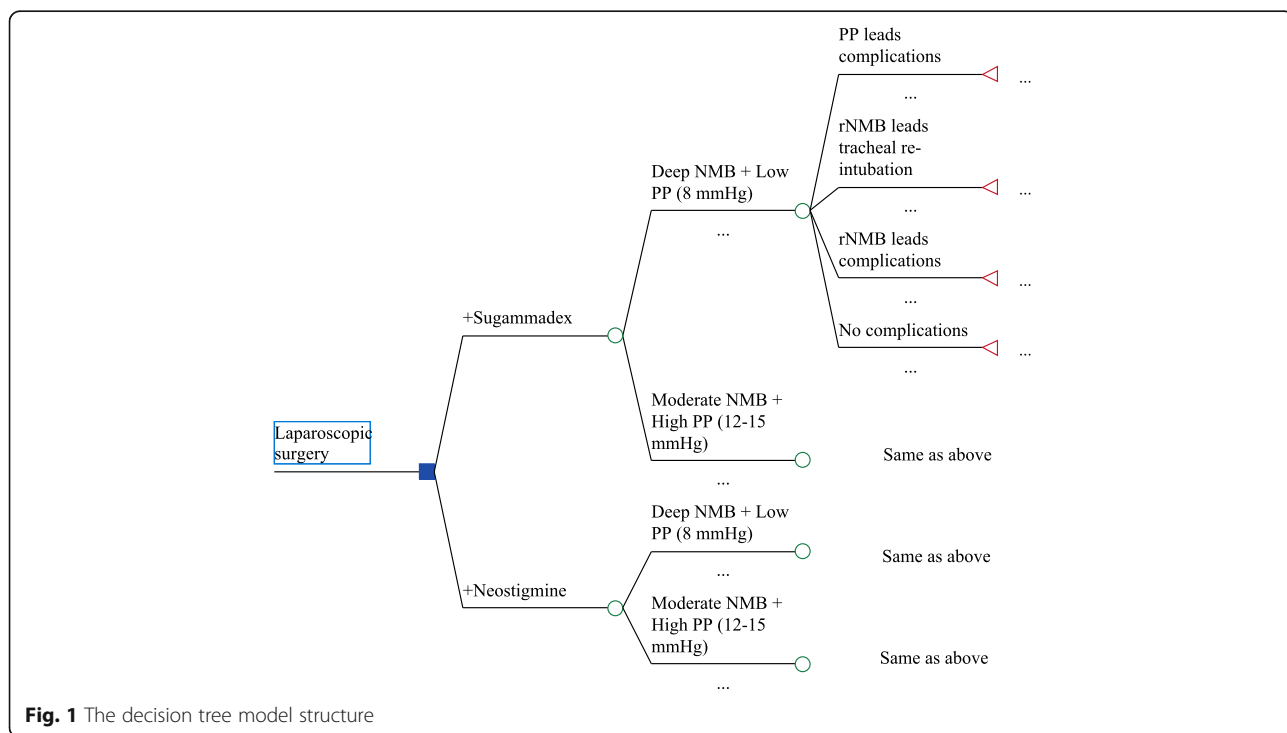 PP leads
complications
...
...
rNMB leads
tracheal re-
intubation
...
...
Deep NMB + Low
PP (8 mmHg)
...
rNMB leads
complications
...
...
No complications
...
...
+Sugammadex
Moderate NMB +
High PP (12-15
mmHg)
...
Same as above
Laparoscopic
surgery
Deep NMB + Low
PP (8 mmHg)
...
Same as above
+Neostigmine
Moderate NMB +
High PP (12-15
mmHg)
...
Same as above
Fig. 1 The decision tree model structure